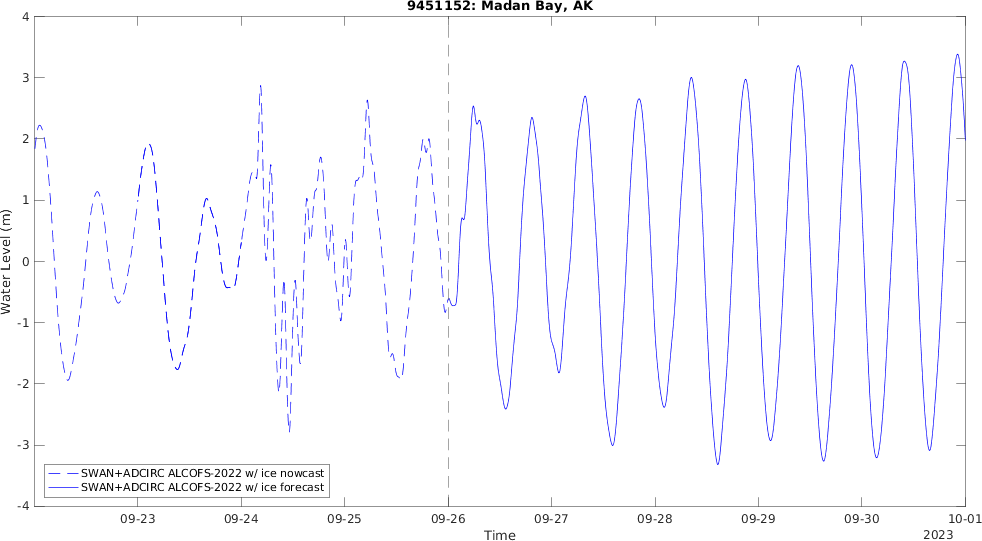 9451152: Madan Bay, AK
4
3
2
1
0
-1
-2
-3
-4
Water Level (m)
SWAN+ADCIRC ALCOFS-2022 w/ ice nowcast
SWAN+ADCIRC ALCOFS-2022 w/ ice forecast
09-23 09-24 09-25 09-26 09-27 09-28 09-29 09-30 10-01
Time
2023